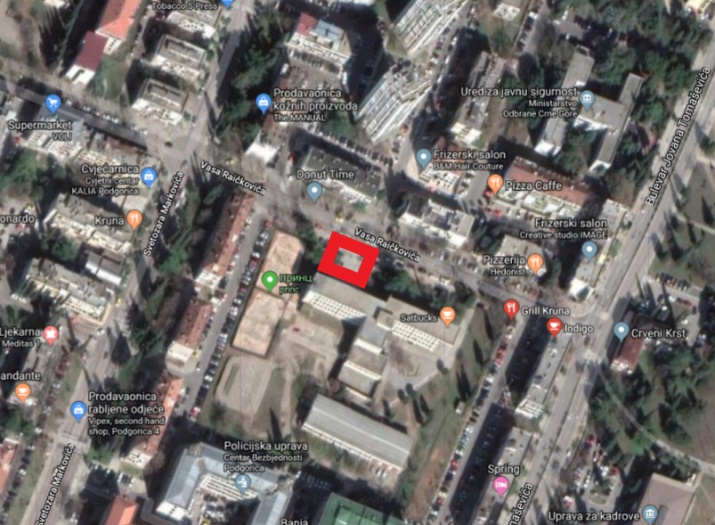 Tobacco S Press
Prodavaonica
kožnih proizvoda
The MANUAL
Ured za javnu sigurnost
Ministarstvo
Odbrane Crne Gore
Supermarket
VOLI
Cvjećarnica
Cvjetni centar
KALIA Podgorica
Vasa Raičkovića
Donut Time
Frizerski salon
B&M Hair Couture
Pizza Caffe
Bulevar Jovana Tomaševića
onardo
Kruna
Svetozara Markovića
Vasa Raičkovića
Frizerski salon
Creative studio IMAGE
Pizzerija
Hedonist
принц
princ
Satbucks
Grill Kruna
Indigo
Crveni Krst
Ljekarna
Meditas 1
andante
Prodavaonica
rabljene odjeće
Vipex, second hand
shop, Podgorica 4
Policijska uprava
Centar Bezbjednosti
Podgorica
Svetozara Markovića
Spring
Banja
Uprava za kadrove